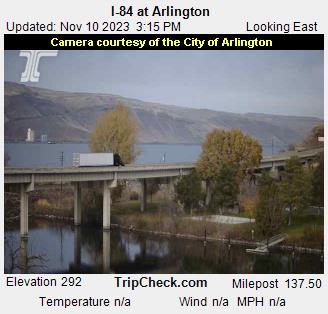 I-84 at Arlington
Updated: Nov 10 2023 3:15 PM Looking East
Camera courtesy of the City of Arlington
Elevation 292 TripCheck.com Milepost 137.50
Temperature n/a Wind n/a MPH n/a